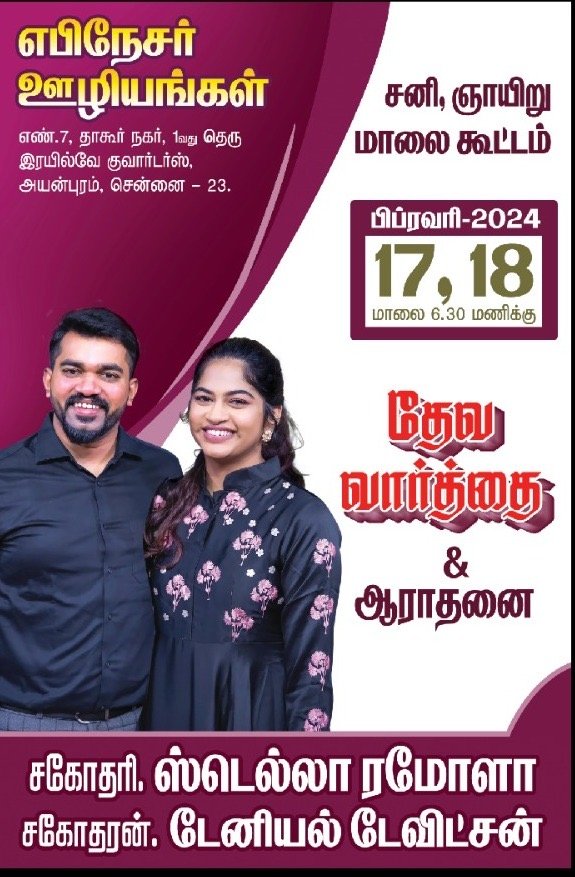 எபிநேசர்
ஊழியங்கள்
எண்.7, தாகூர் நகர், 1வது தெரு
இரயில்வே குவார்டர்ஸ்,
அயன்புரம், சென்னை - 23.
சனி, ஞாயிறு
மாலை கூட்டம்
பிப்ரவரி-2024
17, 18
மாலை 6.30 மணிக்கு
தேவ
வார்த்தை
&
ஆராதனை
சகோதரி. ஸ்டெல்லா ரமோளா
சகோதரன். டேனியல் டேவிட்சன்